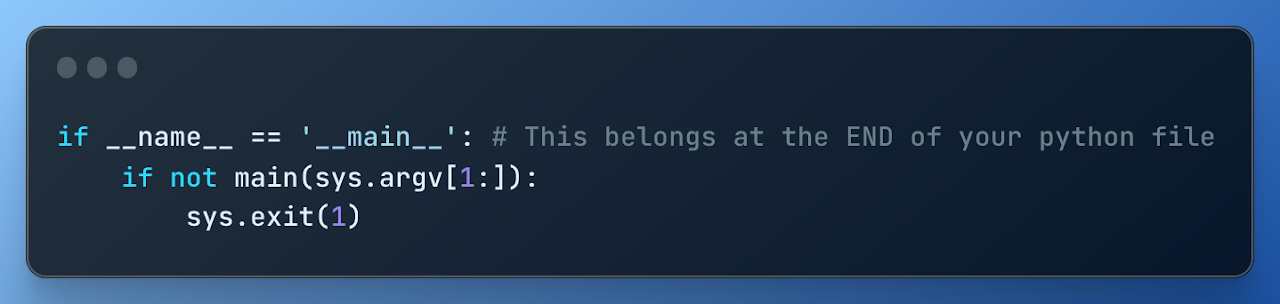 if __name__ == '__main__': # This belongs at the END of your python file
    if not main(sys.argv[1:]):
        sys.exit(1)